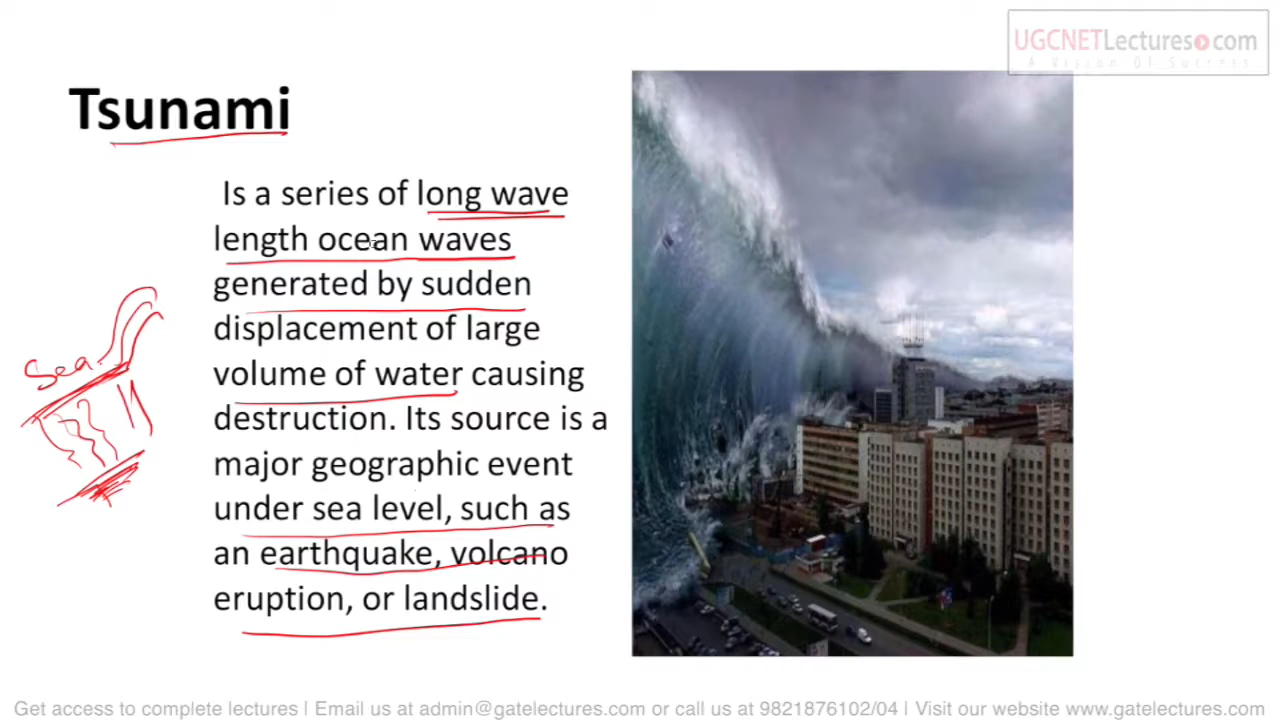 UGCNETLectures.com
A Vision Of Success
Tsunami
Is a series of long wave
length ocean waves
generated by sudden
displacement of large
volume of water causing
destruction. Its source is a
major geographic event
under sea level, such as
an earthquake, volcano
eruption, or landslide.
Sea
Get access to complete lectures | Email us at admin@gatelectures.com or call us at 9821876102/04 | Visit our website www.gatelectures.com